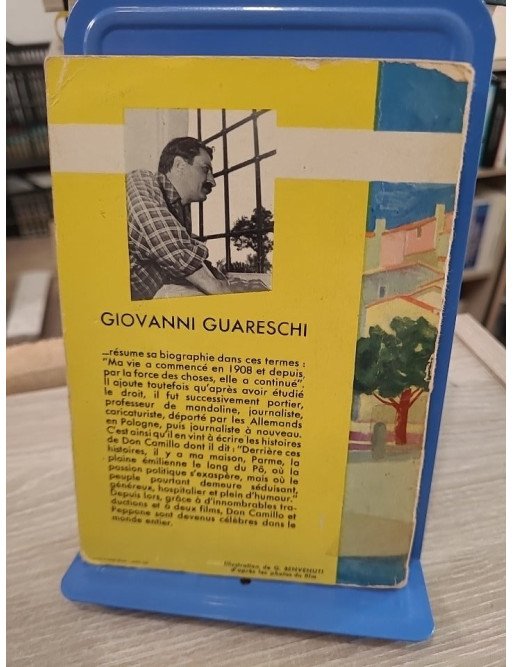 GIOVANNI GUARESCHI
—résume sa biographie dans ces termes :
"Ma vie a commencé en 1908 et depuis,
par la force des choses, elle a continué".
Il ajoute toutefois qu'après avoir étudié
le droit, il fut successivement portier,
professeur de mandoline, journaliste,
caricaturiste, déporté par les Allemands
en Pologne, puis journaliste à nouveau.
C'est ainsi qu'il en vint à écrire les histoires
de Don Camillo dont il dit : "Derrière ces
histoires, il y a ma maison, Parme, la
plaine émilienne le long du Pô, où la
passion politique s'exaspère, mais où le
peuple pourtant demeure séduisant,
généreux, hospitalier et plein d'humour."
Depuis lors, grâce à d'innombrables tra-
ductions et à deux films, Don Camillo et
Peppone sont devenus célèbres dans le
monde entier.
Illustration de G. BENVENUTI
d'après les photos du film